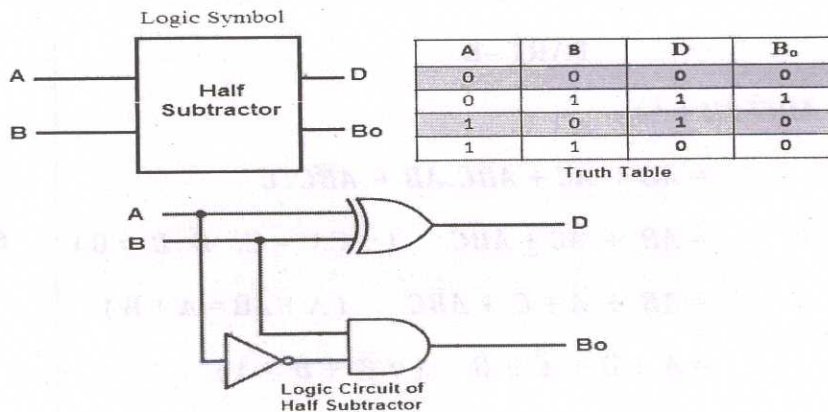 Logic Symbol
A
B
Half
Subtractor
D
Bo
A B D B₀
0 0 0 0
0 1 1 1
1 0 1 0
1 1 0 0
Truth Table
A
B
D
Bo
Logic Circuit of
Half Subtractor